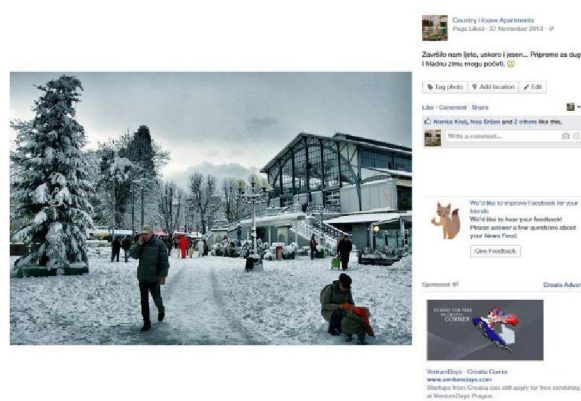 Country House Apartments
Page Liked · 27 November 2013 ·
Završilo nam ljeto, uskoro i jesen... Pripreme za dug
i hladnu zimu mogu početi.
Tag photo Add location Edit
Like · Comment · Share
and 2 others like this.
Write a comment...
We'd like to improve Facebook for your
friends
We'd like to hear your feedback!
Please answer a few questions about
your News Feed.
Give Feedback
Sponsored
Create Adver
CORNER
VentureDays - Croatia Corner
www.venturedays.com
Startups from Croatia can still apply for free exhibiting
at VentureDays Prague.